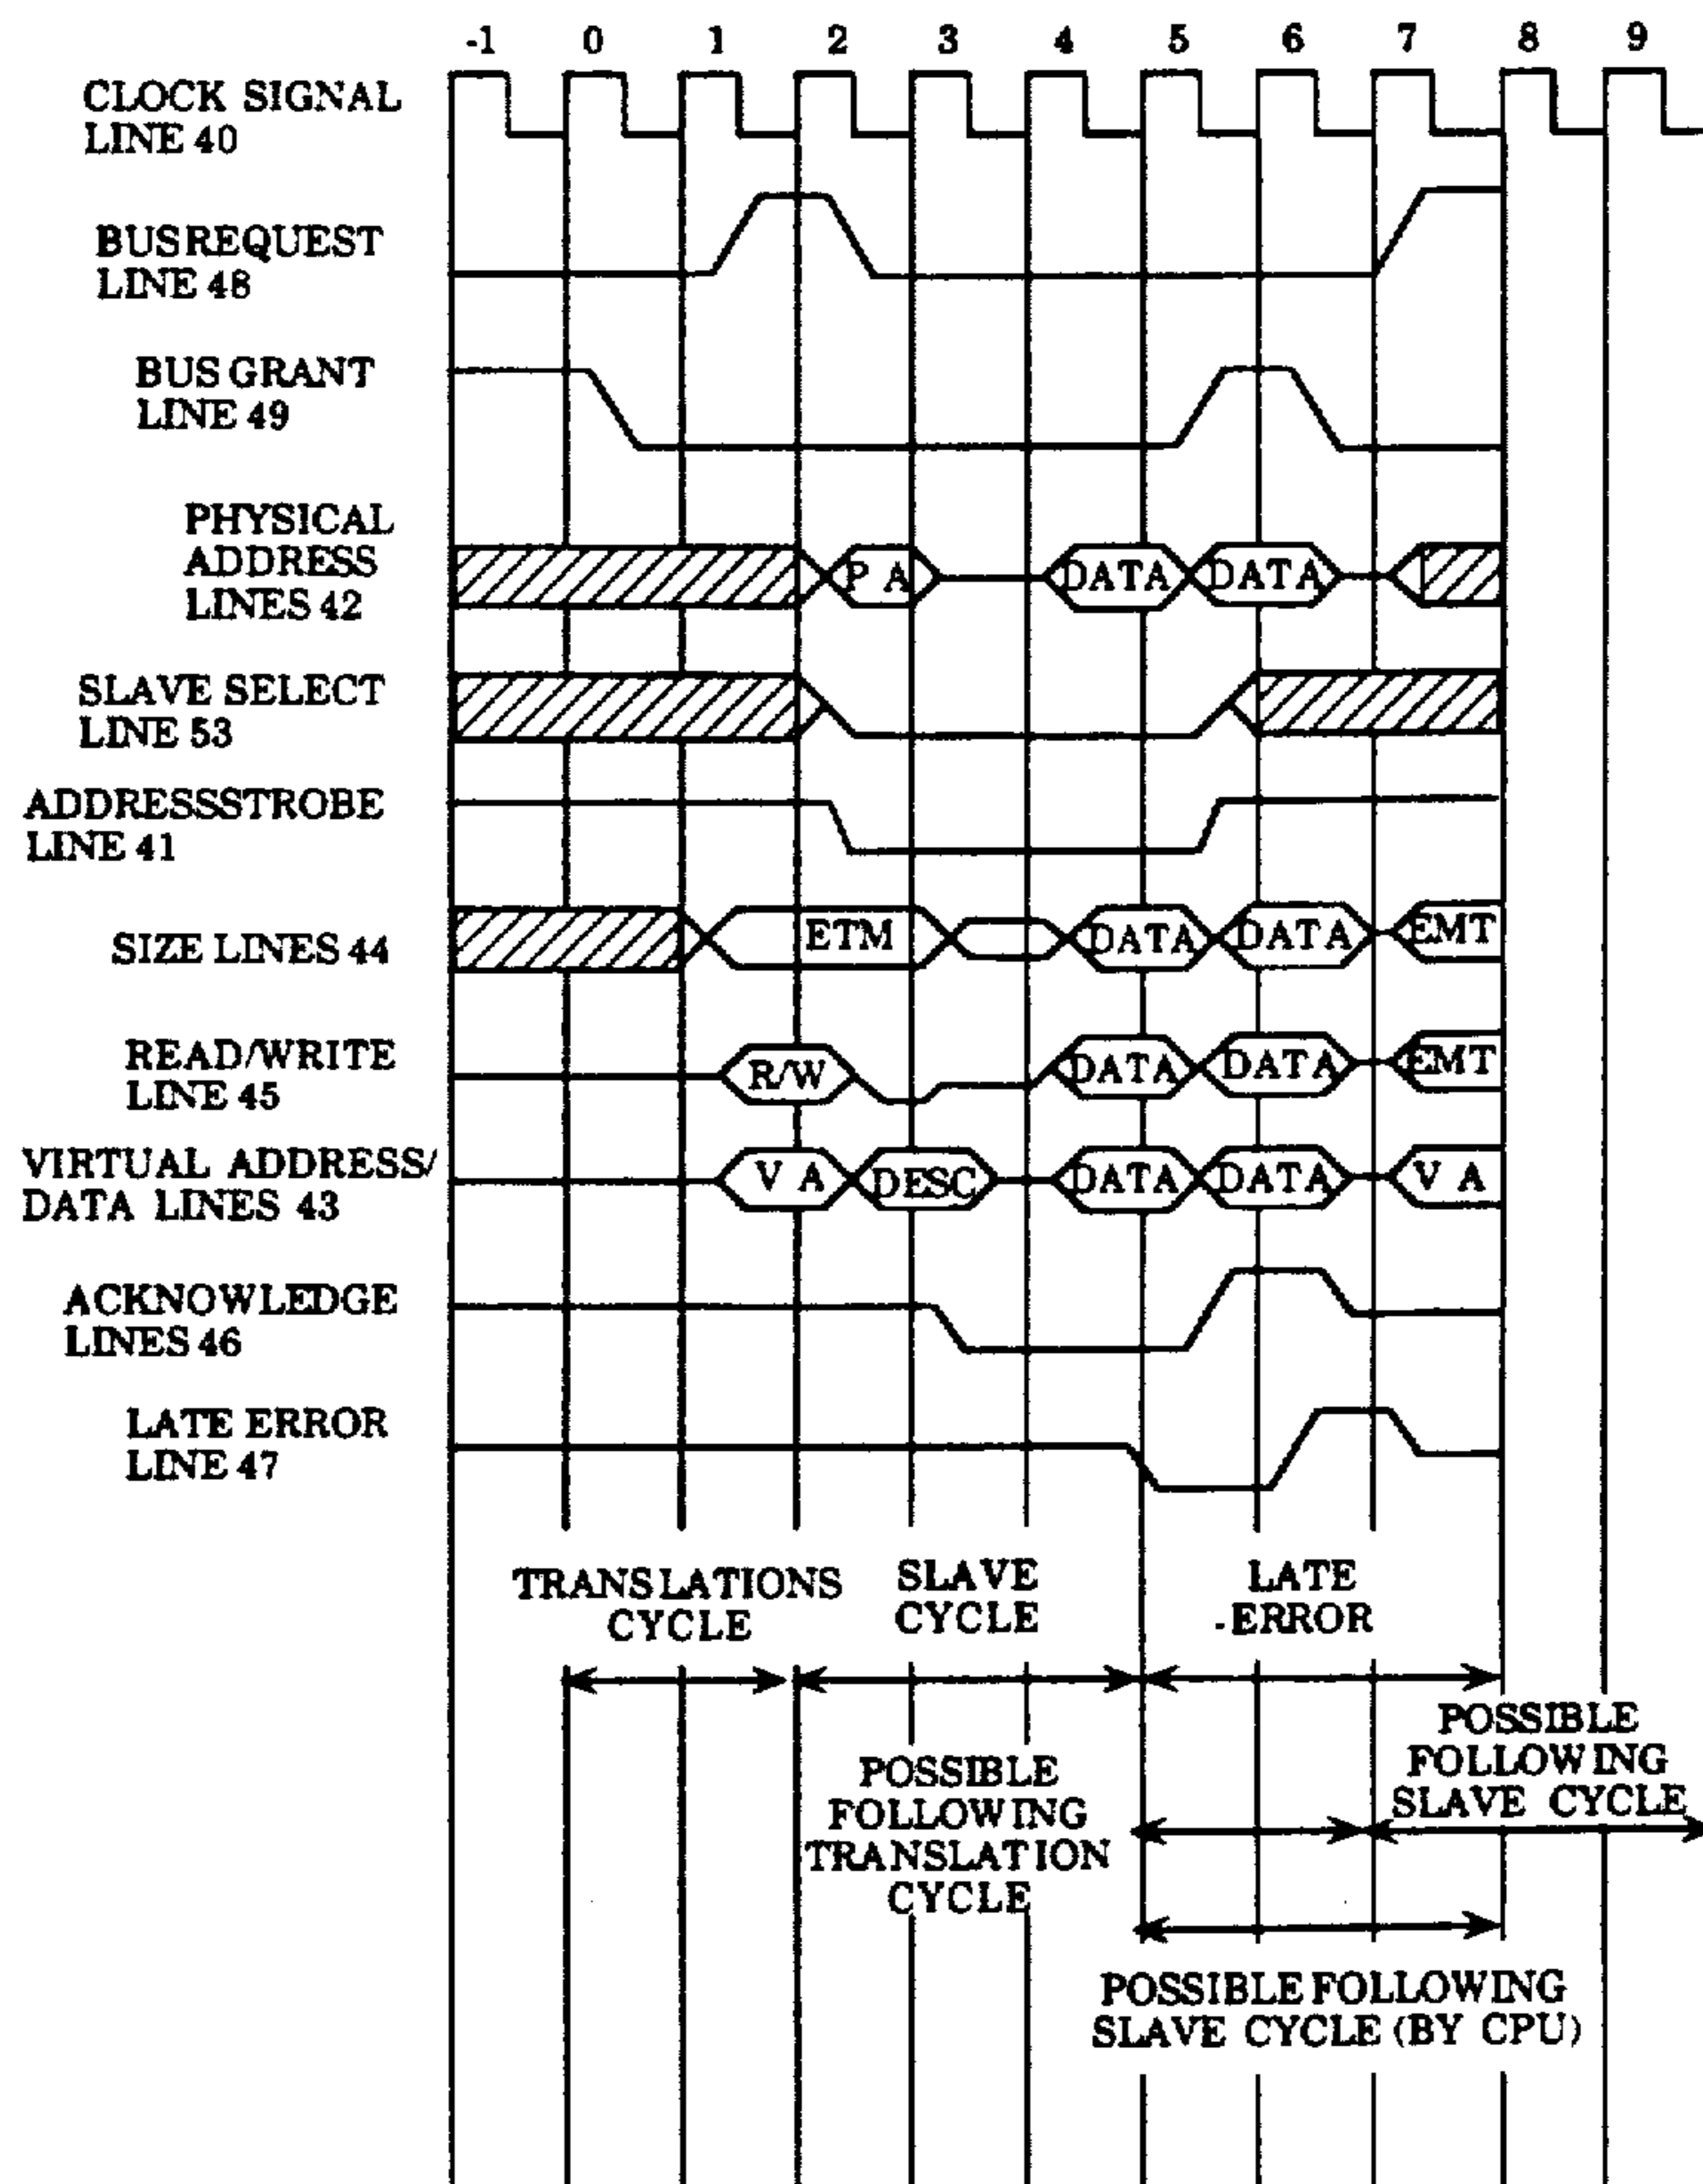 -1 0 1 2 3 4 5 6 7 8 9
CLOCK SIGNAL
LINE 40
BUSREQUEST
LINE 48
BUS GRANT
LINE 49
PHYSICAL
ADDRESS
LINES 42
P A DATA DATA
SLAVE SELECT
LINE 53
ADDRESSSTROBE
LINE 41
SIZE LINES 44
ETM DATA DATA EMT
READ/WRITE
LINE 45
R/W DATA DATA EMT
VIRTUAL ADDRESS/
DATA LINES 43
V A DESC DATA DATA V A
ACKNOWLEDGE
LINES 46
LATE ERROR
LINE 47
TRANSLATIONS
CYCLE
SLAVE
CYCLE
LATE
-ERROR
POSSIBLE
FOLLOWING
TRANSLATION
CYCLE
POSSIBLE
FOLLOWING
SLAVE CYCLE
POSSIBLE FOLLOWING
SLAVE CYCLE (BY CPU)